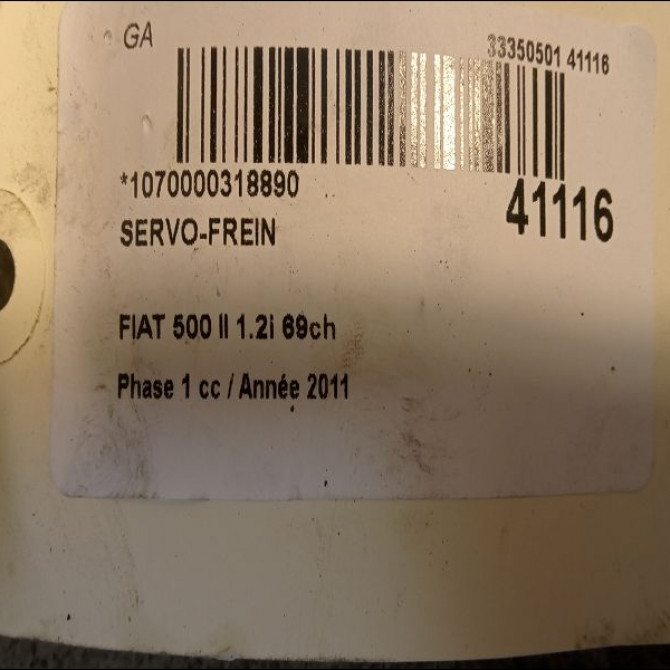 GA
33350501 41116
*1070000318890
41116
SERVO-FREIN
FIAT 500 II 1.2i 69ch
Phase 1 cc / Année 2011